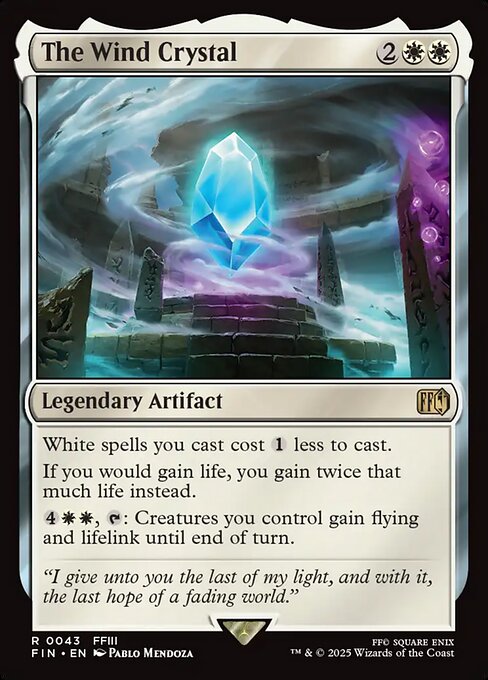 The Wind Crystal 2
Legendary Artifact FF
White spells you cast cost 1 less to cast.
If you would gain life, you gain twice that
much life instead.
4, : Creatures you control gain flying
and lifelink until end of turn.
“I give unto you the last of my light, and with it,
the last hope of a fading world.”
R 0043 FFIII
FIN • EN Pablo Mendoza
FF© SQUARE ENIX
™ & © 2025 Wizards of the Coast